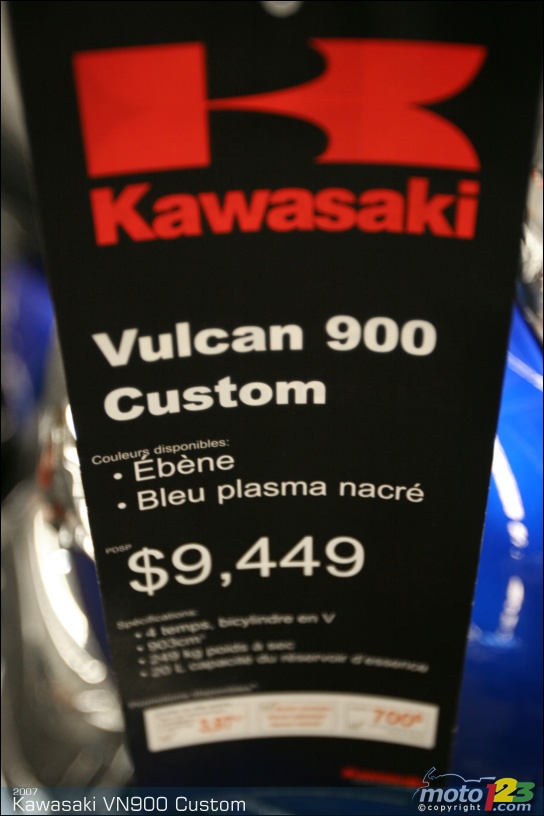 Kawasaki
Vulcan 900
Custom
Couleurs disponibles:
• Ébène
• Bleu plasma nacré
PDSP
$9,449
Spécifications:
• 4 temps, bicylindre en V
• 903cm³
• 249 kg poids à sec
• 20 L capacité du réservoir d'essence
700$
Kawasaki
2007
Kawasaki VN900 Custom
moto123
©copyright .com